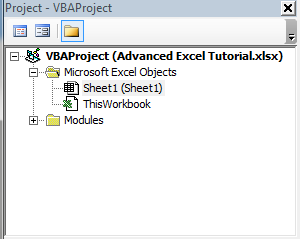 Project - VBAProject
VBAProject (Advanced Excel Tutorial.xlsx)
Microsoft Excel Objects
Sheet1 (Sheet1)
ThisWorkbook
Modules